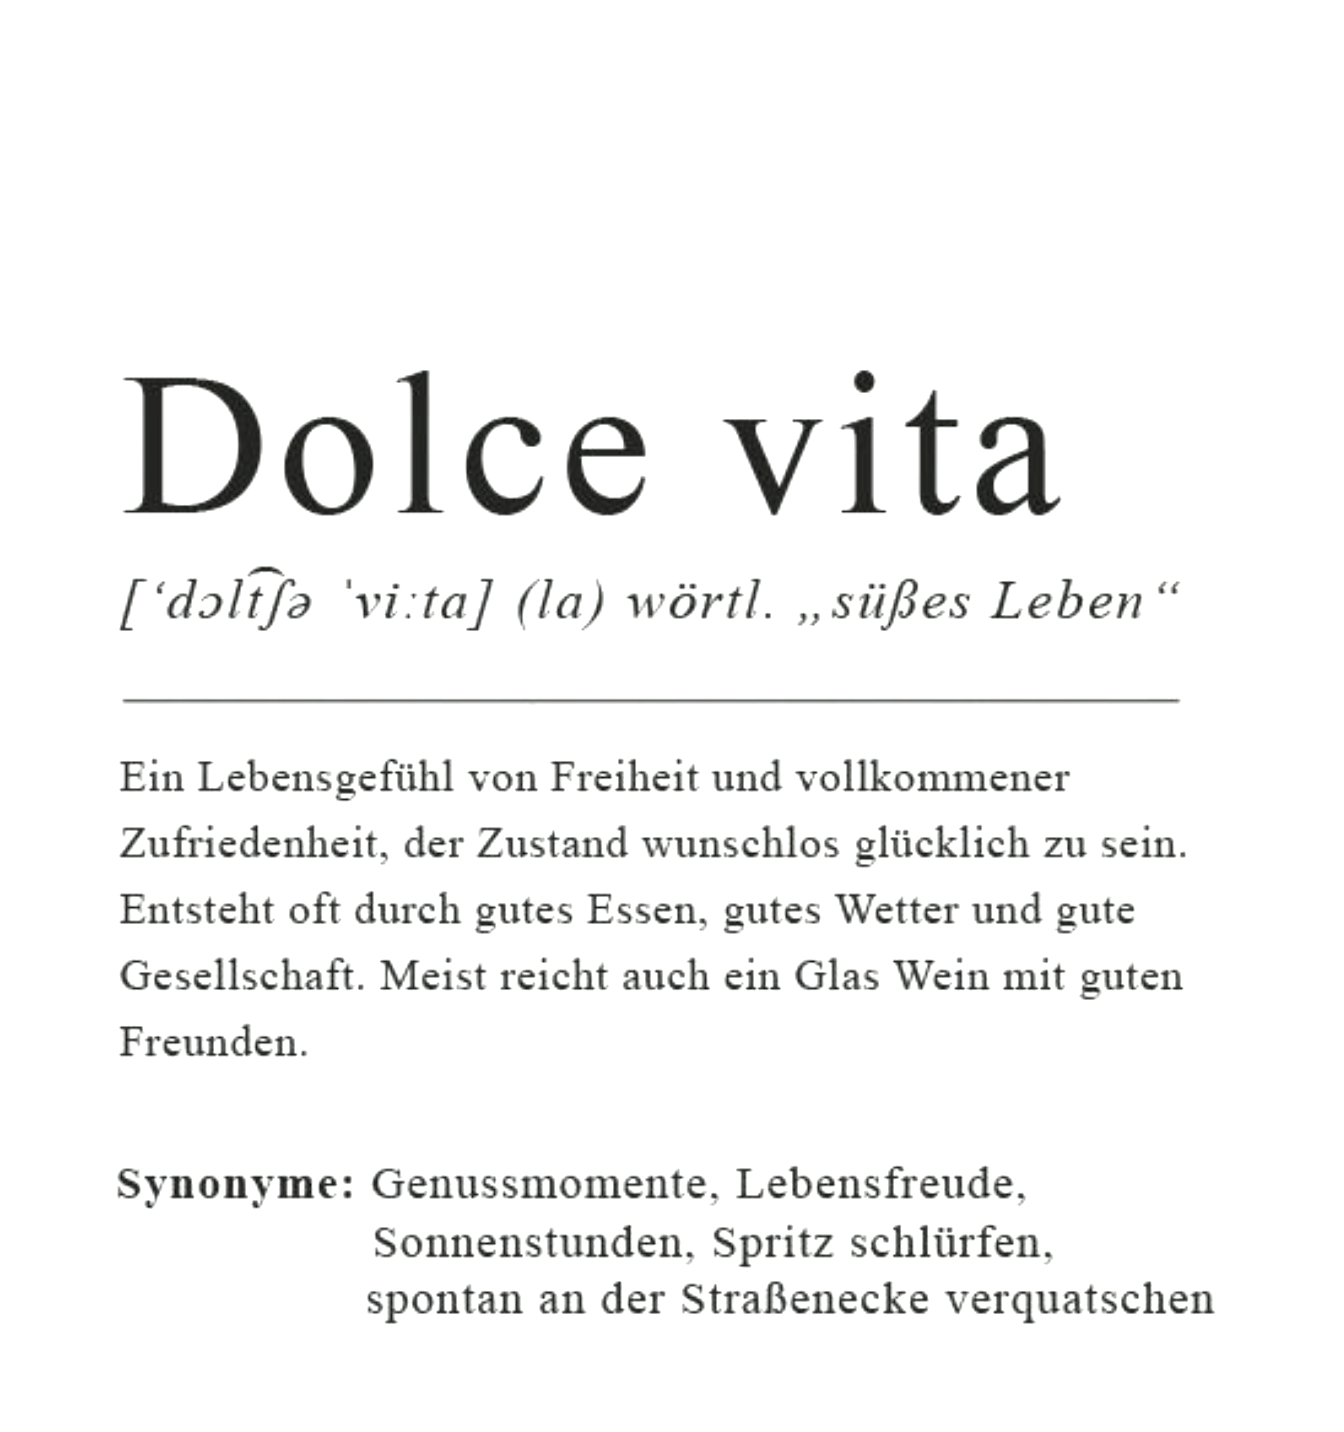 Dolce vita
[‘dɔlt͡ʃə ˈviːta] (la) wörtl. „süßes Leben“
Ein Lebensgefühl von Freiheit und vollkommener
Zufriedenheit, der Zustand wunschlos glücklich zu sein.
Entsteht oft durch gutes Essen, gutes Wetter und gute
Gesellschaft. Meist reicht auch ein Glas Wein mit guten
Freunden.
Synonyme: Genussmomente, Lebensfreude,
Sonnenstunden, Spritz schlürfen,
spontan an der Straßenecke verquatschen